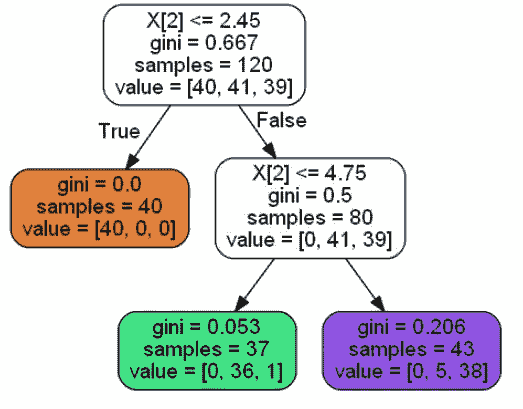 X[2] <= 2.45
gini = 0.667
samples = 120
value = [40, 41, 39]
True
False
gini = 0.0
samples = 40
value = [40, 0, 0]
X[2] <= 4.75
gini = 0.5
samples = 80
value = [0, 41, 39]
gini = 0.053
samples = 37
value = [0, 36, 1]
gini = 0.206
samples = 43
value = [0, 5, 38]